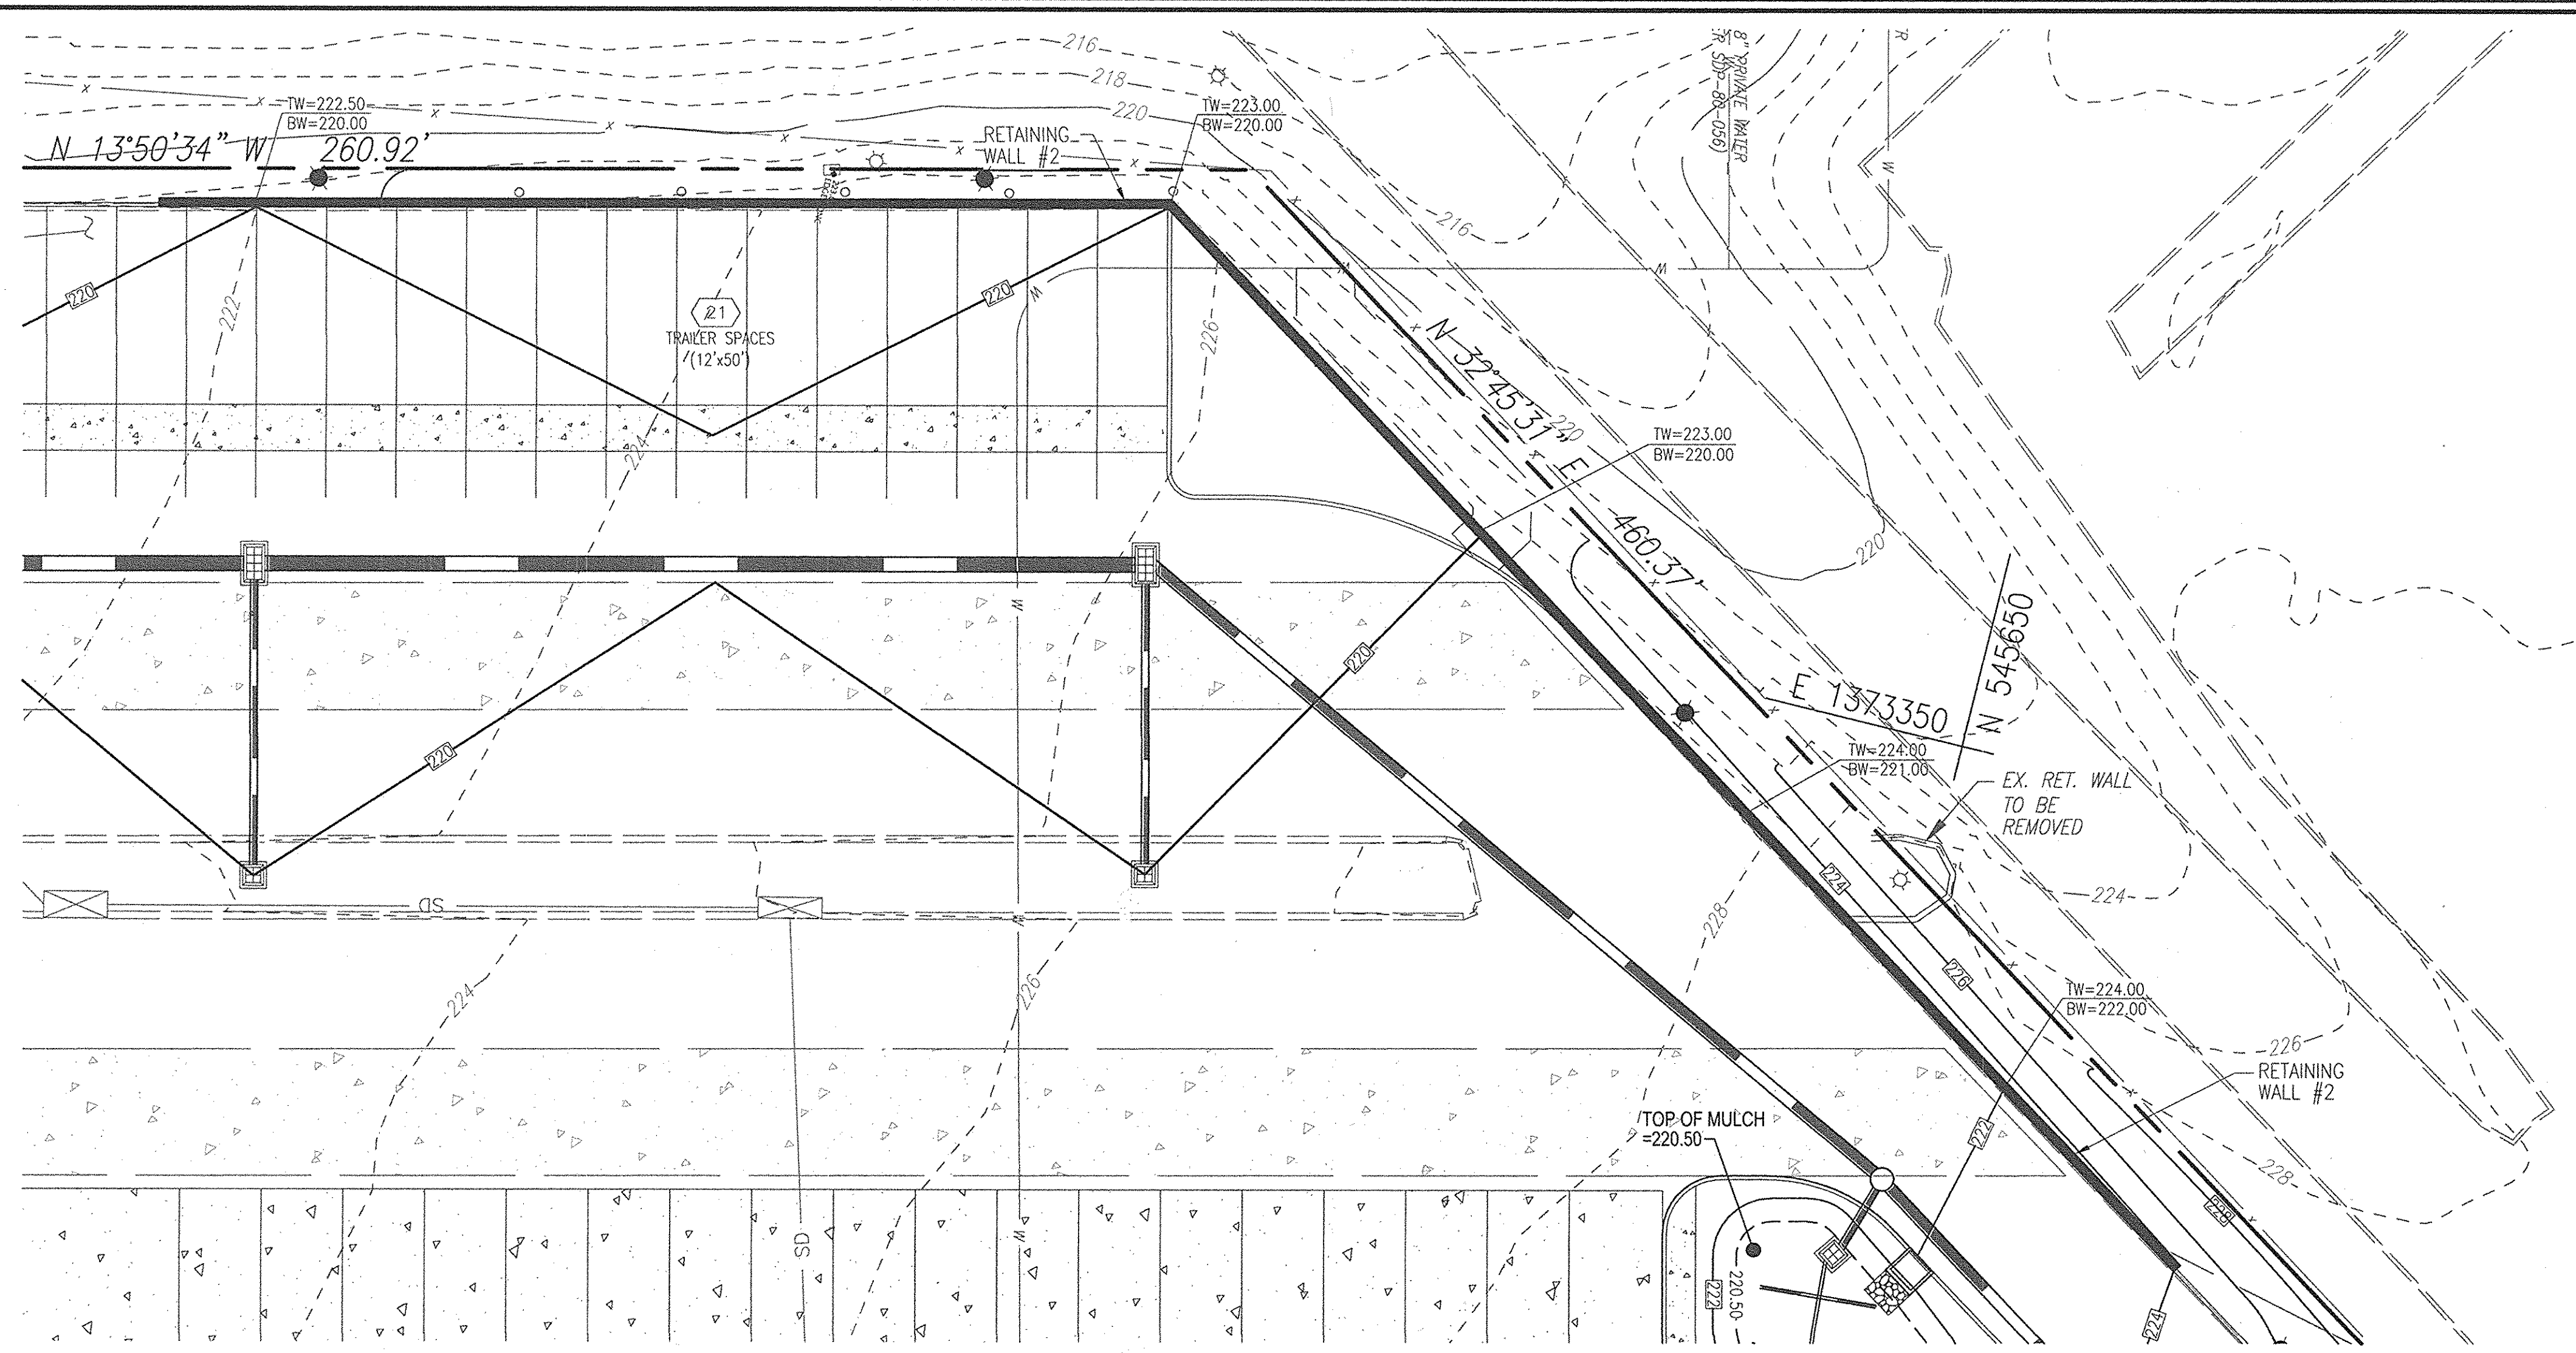 216
218
220
TW=222.50
BW=220.00
N 13°50'34" W 260.92'
RETAINING
WALL #2
TW=223.00
BW=220.00
8" PRIVATE WATER
R SDP-80-056)
R
W
W
W
W
216
220
220
222
21
TRAILER SPACES
(12'x50')
224
226
N 32°45'31" E 460.37'
220
TW=223.00
BW=220.00
220
W
220
220
E 1373350
N 545650
TW=224.00
BW=221.00
EX. RET. WALL
TO BE
REMOVED
224
224
SD
W
228
224
226
226
TW=224.00
BW=222.00
226
RETAINING
WALL #2
TOP OF MULCH
=220.50
222
228
228
SD
W
222
220.50
224